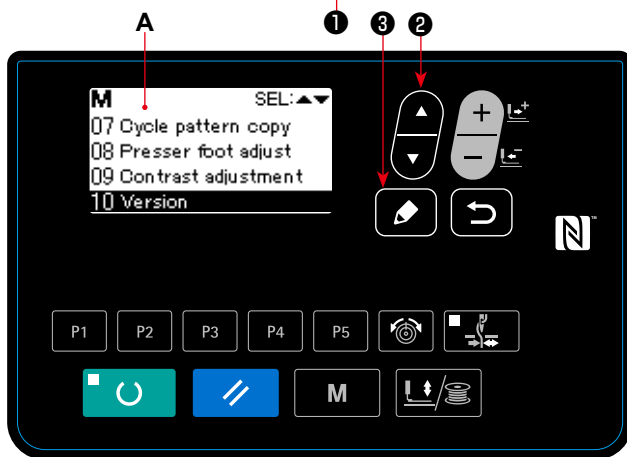 A ❶ ❸ ❷
M SEL:▲▼
07 Cycle pattern copy
08 Presser foot adjust
09 Contrast adjustment
10 Version
P1 P2 P3 P4 P5
M